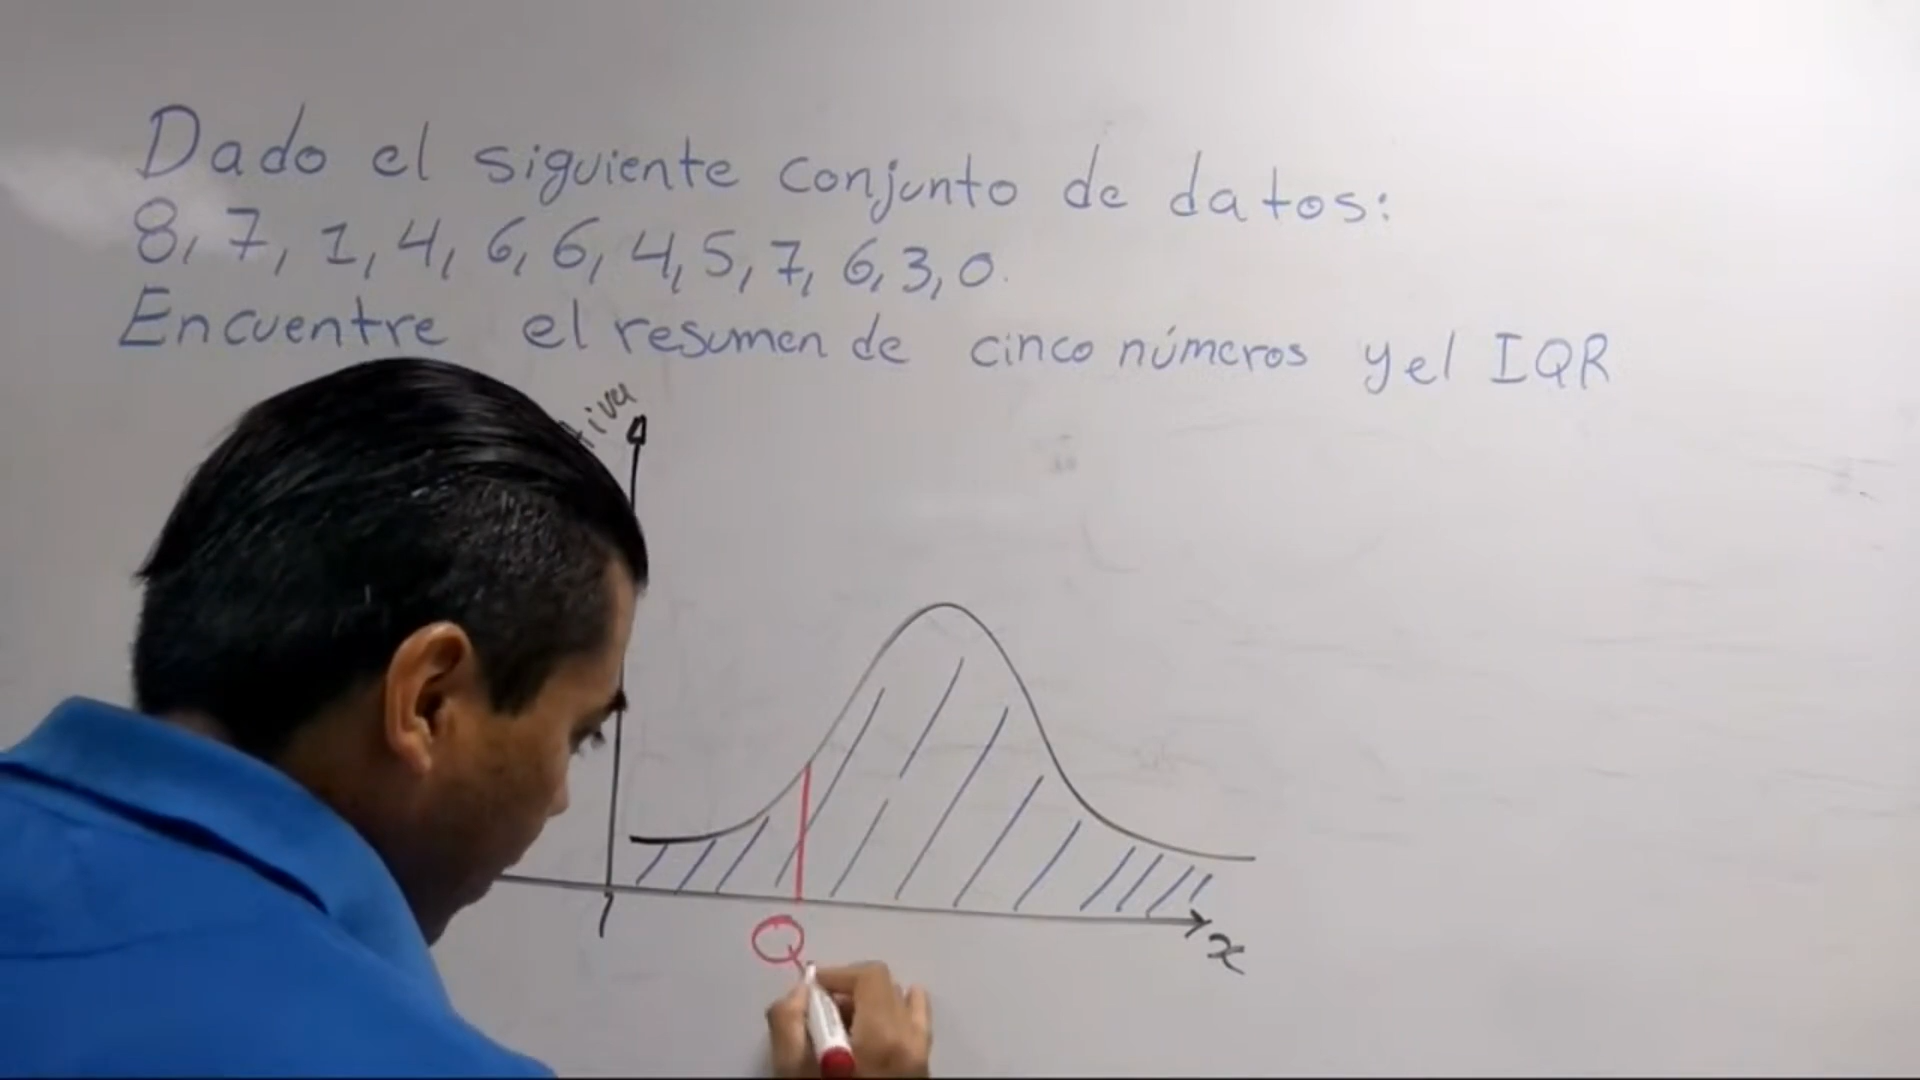 Dado el siguiente conjunto de datos:
8, 7, 1, 4, 6, 6, 4, 5, 7, 6, 3, 0.
Encuentre el resumen de cinco números y el IQR
Q
x